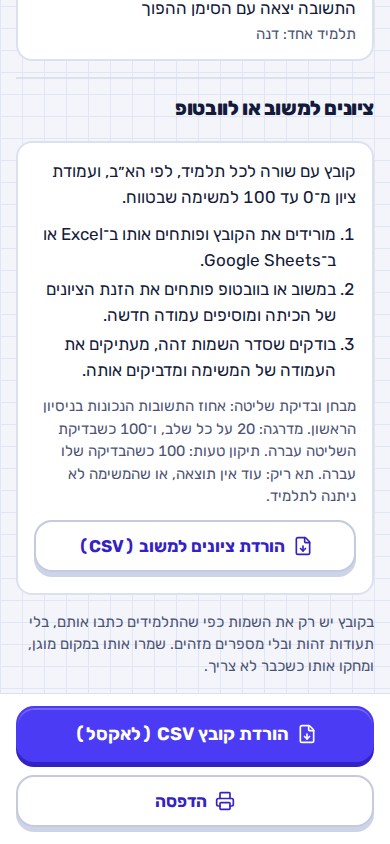 התשובה יצאה עם הסימן ההפוך
תלמיד אחד: דנה
ציונים למשוב או לוובטופ
קובץ עם שורה לכל תלמיד, לפי הא״ב, ועמודת
ציון מ־0 עד 100 למשימה שבטווח.
1. מורידים את הקובץ ופותחים אותו ב־Excel או
ב־Google Sheets.
2. במשוב או בוובטופ פותחים את הזנת הציונים
של הכיתה ומוסיפים עמודה חדשה.
3. בודקים שסדר השמות זהה, מעתיקים את
העמודה של המשימה ומדביקים אותה.
מבחן ובדיקת שליטה: אחוז התשובות הנכונות בניסיון
הראשון. מדרגה: 20 על כל שלב, ו־100 כשבדיקת
השליטה עברה. תיקון טעות: 100 כשהבדיקה שלו
עברה. תא ריק: עוד אין תוצאה, או שהמשימה לא
ניתנה לתלמיד.
הורדת ציונים למשוב (CSV)
בקובץ יש רק את השמות כפי שהתלמידים כתבו אותם, בלי
תעודות זהות ובלי מספרים מזהים. שמרו אותו במקום מוגן,
ומחקו אותו כשכבר לא צריך.
הורדת קובץ CSV (לאקסל)
הדפסה